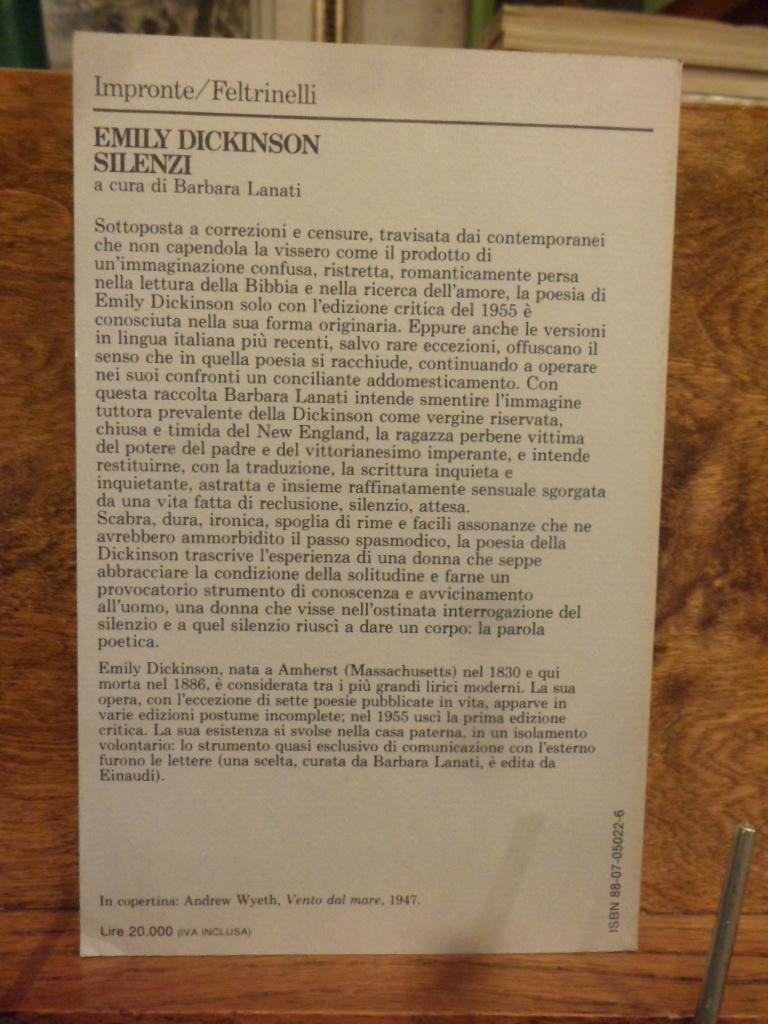 Impronte/Feltrinelli
EMILY DICKINSON
SILENZI
a cura di Barbara Lanati
Sottoposta a correzioni e censure, travisata dai contemporanei
che non capendola la vissero come il prodotto di
un'immaginazione confusa, ristretta, romanticamente persa
nella lettura della Bibbia e nella ricerca dell'amore, la poesia di
Emily Dickinson solo con l'edizione critica del 1955 è
conosciuta nella sua forma originaria. Eppure anche le versioni
in lingua italiana più recenti, salvo rare eccezioni, offuscano il
senso che in quella poesia si racchiude, continuando a operare
nei suoi confronti un conciliante addomesticamento. Con
questa raccolta Barbara Lanati intende smentire l'immagine
tuttora prevalente della Dickinson come vergine riservata,
chiusa e timida del New England, la ragazza perbene vittima
del potere del padre e del vittorianesimo imperante, e intende
restituirne, con la traduzione, la scrittura inquieta e
inquietante, astratta e insieme raffinatamente sensuale sgorgata
da una vita fatta di reclusione, silenzio, attesa.
Scabra, dura, ironica, spoglia di rime e facili assonanze che ne
avrebbero ammorbidito il passo spasmodico, la poesia della
Dickinson trascrive l'esperienza di una donna che seppe
abbracciare la condizione della solitudine e farne un
provocatorio strumento di conoscenza e avvicinamento
all'uomo, una donna che visse nell'ostinata interrogazione del
silenzio e a quel silenzio riuscì a dare un corpo: la parola
poetica.
Emily Dickinson, nata a Amherst (Massachusetts) nel 1830 e qui
morta nel 1886, è considerata tra i più grandi lirici moderni. La sua
opera, con l'eccezione di sette poesie pubblicate in vita, apparve in
varie edizioni postume incomplete; nel 1955 uscì la prima edizione
critica. La sua esistenza si svolse nella casa paterna, in un isolamento
volontario: lo strumento quasi esclusivo di comunicazione con l'esterno
furono le lettere (una scelta, curata da Barbara Lanati, è edita da
Einaudi).
In copertina: Andrew Wyeth, Vento dal mare, 1947.
Lire 20.000 (IVA INCLUSA)
ISBN 88-07-05022-6